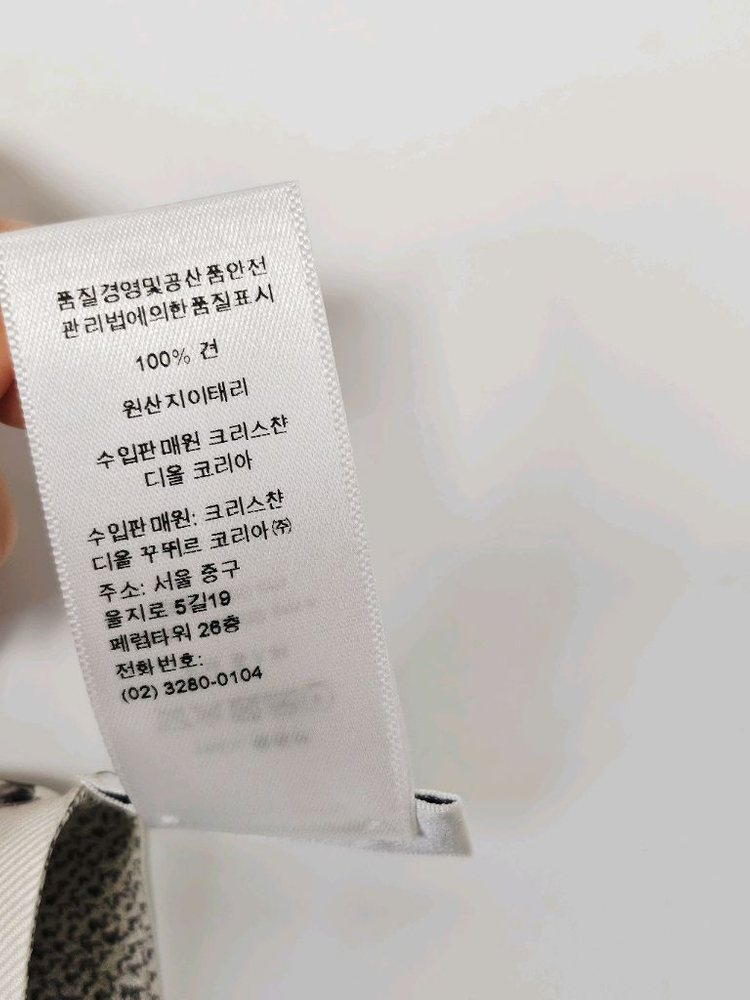 품질경영및공산품안전
관리법에의한품질표시
100% 견
원산지이태리
수입판매원 크리스챤
디올 코리아
수입판매원: 크리스챤
디올 꾸뛰르 코리아㈜
주소: 서울 중구
을지로 5길19
페럼타워 26층
전화번호:
(02) 3280-0104